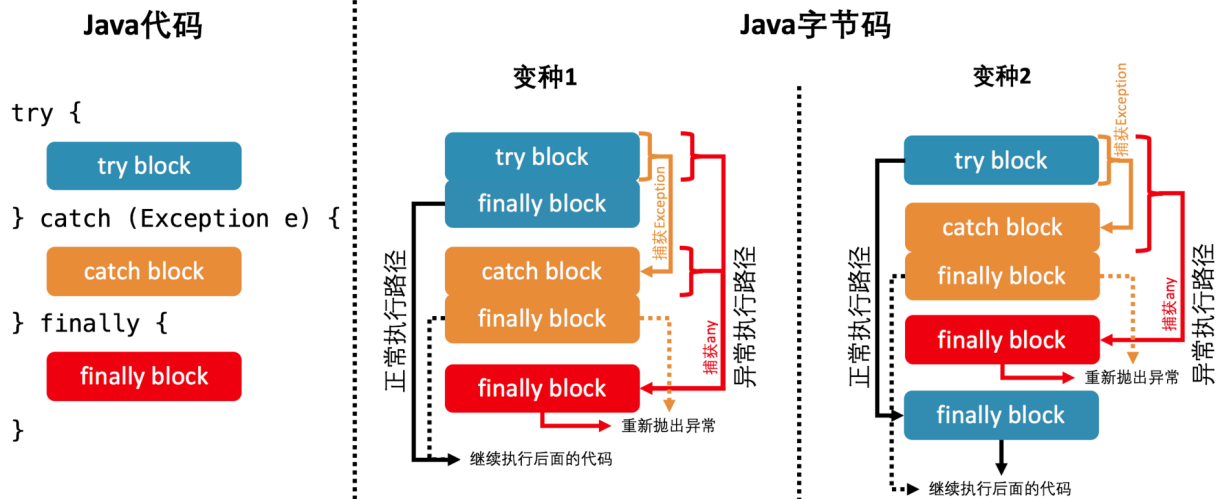 Java代码
try {
try block
} catch (Exception e) {
catch block
} finally {
finally block
}
Java字节码
变种1
try block
finally block
catch block
finally block
finally block
捕获Exception
捕获any
正常执行路径
异常执行路径
重新抛出异常
继续执行后面的代码
变种2
try block
catch block
finally block
finally block
finally block
捕获Exception
捕获any
正常执行路径
异常执行路径
重新抛出异常
继续执行后面的代码